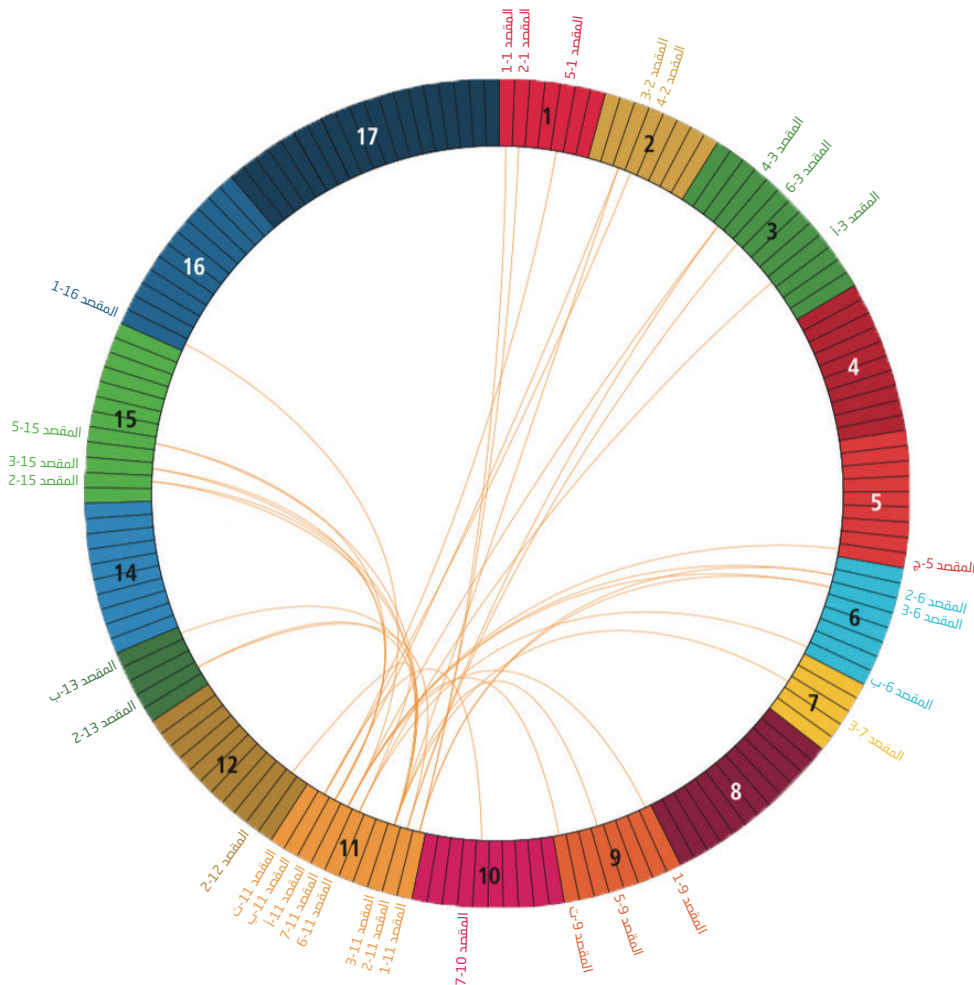 المقصد 1-1
المقصد 1-2
المقصد 1-5
المقصد 2-3
المقصد 2-4
المقصد 3-4
المقصد 3-6
المقصد 3-أ
المقصد 5-ج
المقصد 6-2
المقصد 6-3
المقصد 6-ب
المقصد 7-3
المقصد 9-1
المقصد 9-5
المقصد 9-ت
المقصد 10-7
المقصد 11-1
المقصد 11-2
المقصد 11-3
المقصد 11-6
المقصد 11-7
المقصد 11-أ
المقصد 11-ب
المقصد 11-ت
المقصد 12-2
المقصد 13-2
المقصد 13-ب
المقصد 15-2
المقصد 15-3
المقصد 15-5
المقصد 16-1
1
2
3
4
5
6
7
8
9
10
11
12
14
15
16
17